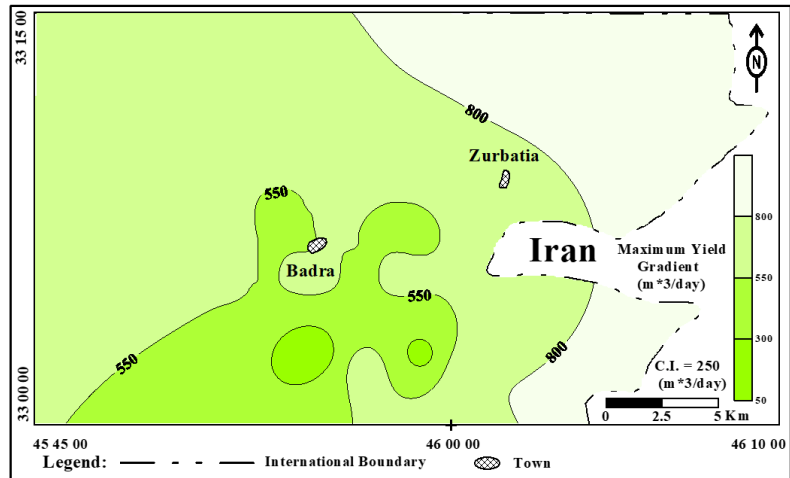 33 15 00
N
800
Zurbatia
550
Badra
Iran
Maximum Yield
Gradient
(m*3/day)
800
550
300
50
550
550
800
C.I. = 250
(m*3/day)
0 2.5 5 Km
33 00 00
45 45 00 46 00 00 46 10 00
Legend: International Boundary Town